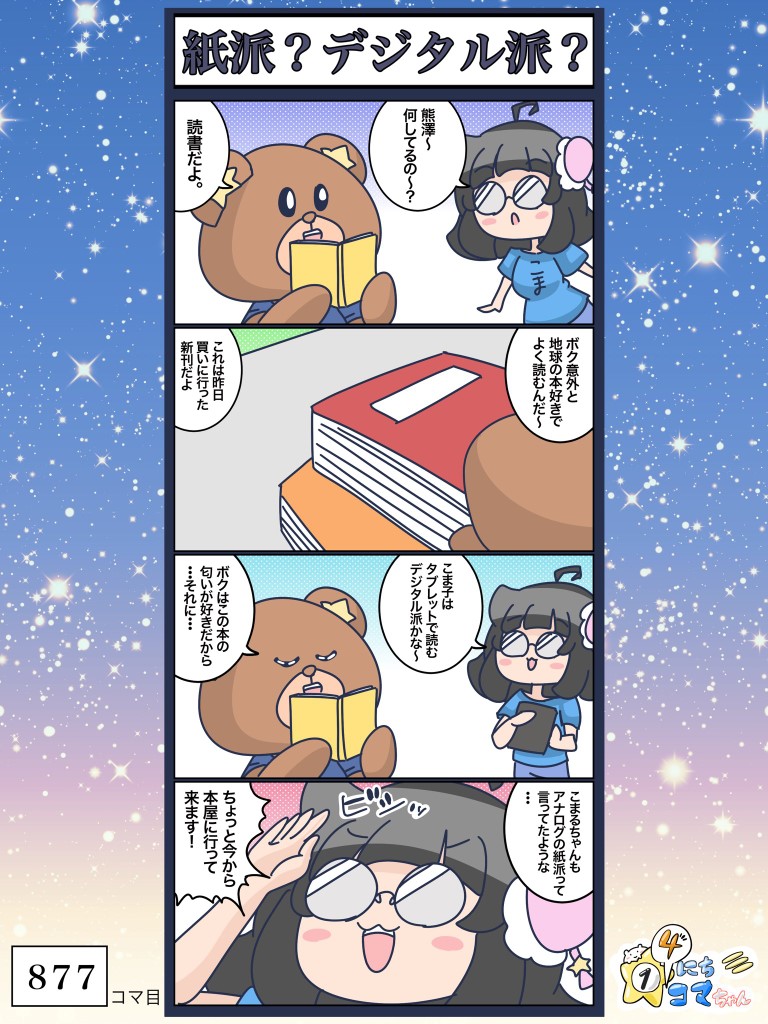 紙派？デジタル派？
熊澤〜
何してるの〜？
読書だよ。
こま
ボク意外と
地球の本好きで
よく読むんだ〜
これは昨日
買いに行った
新刊だよ
こま子は
タブレットで読む
デジタル派かな〜
ボクはこの本の
匂いが好きだから
…それに…
こまるちゃんも
アナログの紙派って
言ってたような
…
ビシッ
ちょっと今から
本屋に行って
来ます！
877
コマ目
1
4
にち
コマ
ちゃん